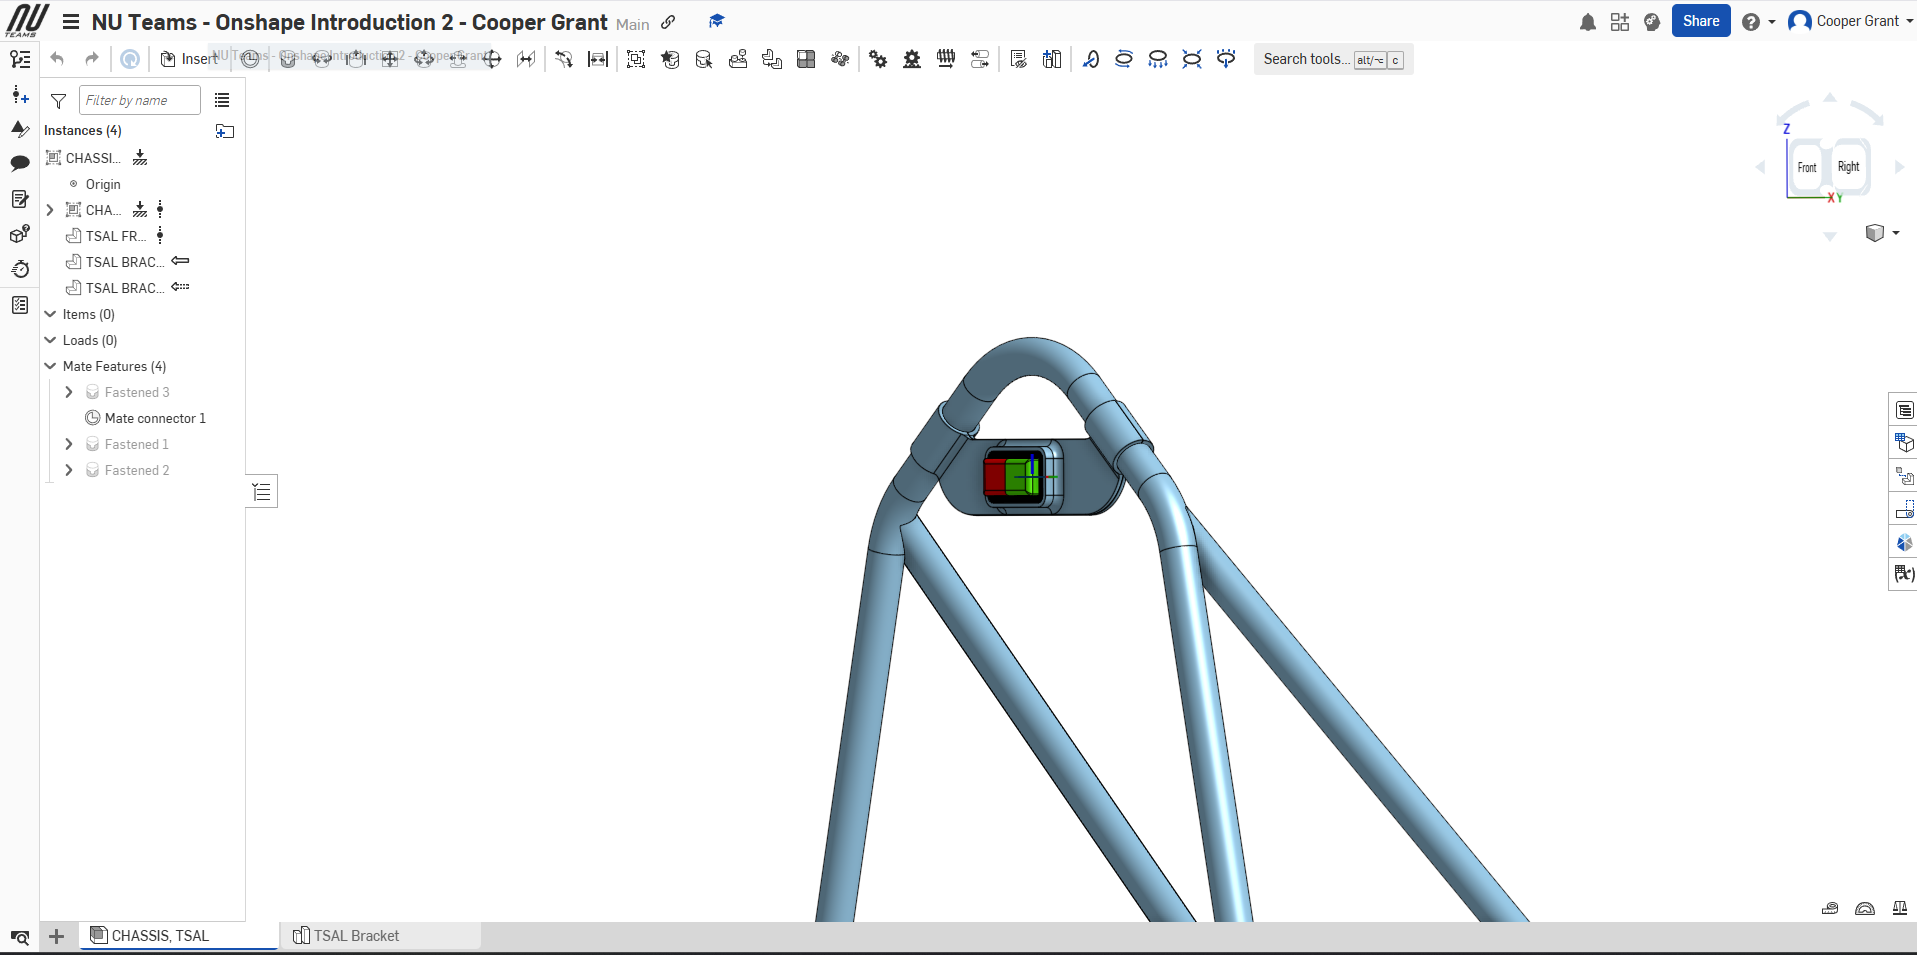 NU TEAMS
NU Teams - Onshape Introduction 2 - Cooper Grant Main
Share
Cooper Grant
Insert
NU Teams - Onshape Introduction 2 - Cooper Grant
Search tools... alt/⌥ c
Filter by name
Instances (4)
CHASSI...
Origin
CHA...
TSAL FR...
TSAL BRAC...
TSAL BRAC...
Items (0)
Loads (0)
Mate Features (4)
Fastened 3
Mate connector 1
Fastened 1
Fastened 2
Z
Front
Right
X Y
(x)
CHASSIS, TSAL
TSAL Bracket